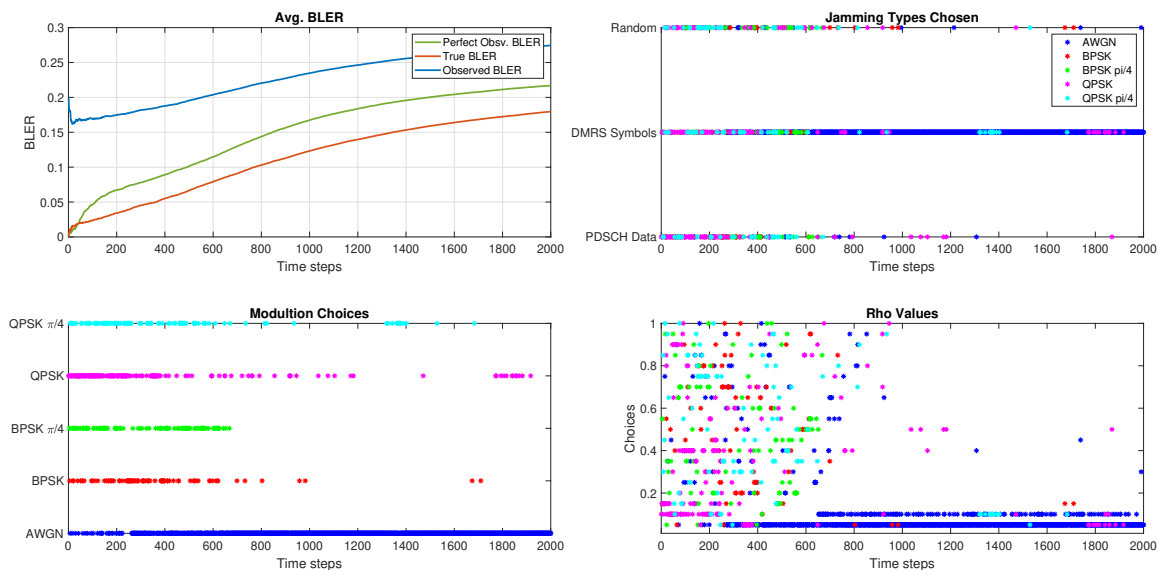 Avg. BLER
0.3
0.25
0.2
0.15
0.1
0.05
0
BLER
Perfect Obsv. BLER
True BLER
Observed BLER
0 200 400 600 800 1000 1200 1400 1600 1800 2000
Time steps
Jamming Types Chosen
Random
DMRS Symbols
PDSCH Data
AWGN
BPSK
BPSK pi/4
QPSK
QPSK pi/4
0 200 400 600 800 1000 1200 1400 1600 1800 2000
Time steps
Modultion Choices
QPSK π/4
QPSK
BPSK π/4
BPSK
AWGN
0 200 400 600 800 1000 1200 1400 1600 1800 2000
Time steps
Rho Values
1
0.8
0.6
0.4
0.2
Choices
0 200 400 600 800 1000 1200 1400 1600 1800 2000
Time steps